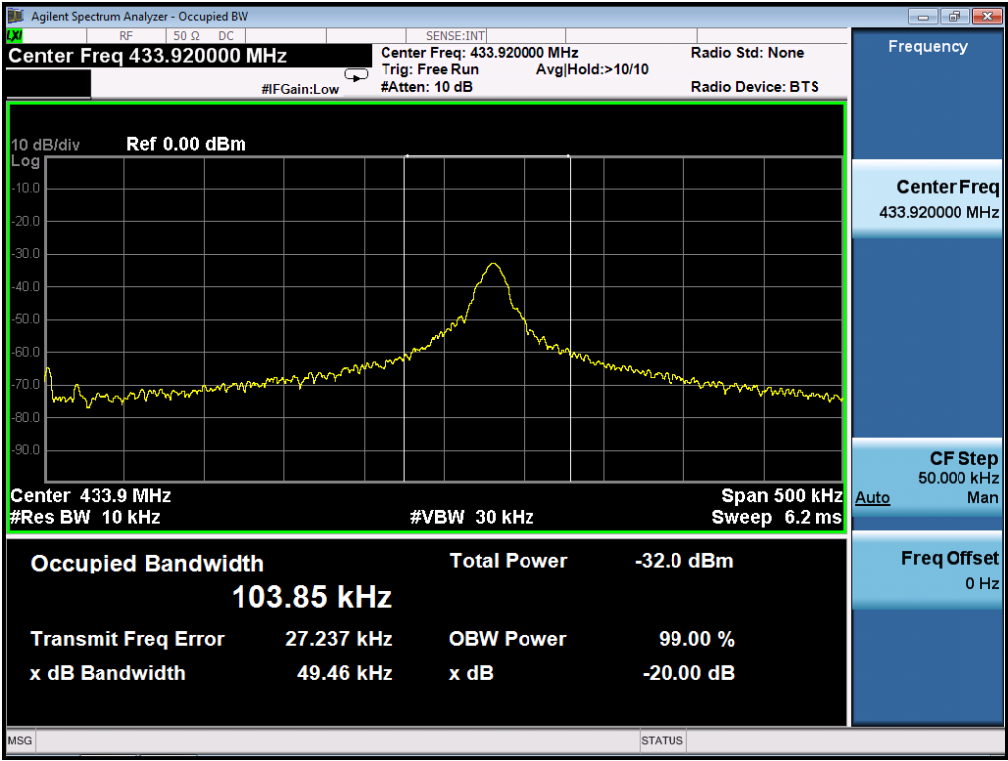 Agilent Spectrum Analyzer - Occupied BW
LXI RF 50 Ω DC SENSE:INT
Center Freq 433.920000 MHz
#IFGain:Low
Center Freq: 433.920000 MHz
Trig: Free Run Avg|Hold:>10/10
#Atten: 10 dB
Radio Std: None
Radio Device: BTS
10 dB/div Ref 0.00 dBm
Log
-10.0
-20.0
-30.0
-40.0
-50.0
-60.0
-70.0
-80.0
-90.0
Center 433.9 MHz Span 500 kHz
#Res BW 10 kHz #VBW 30 kHz Sweep 6.2 ms
Occupied Bandwidth Total Power -32.0 dBm
103.85 kHz
Transmit Freq Error 27.237 kHz OBW Power 99.00 %
x dB Bandwidth 49.46 kHz x dB -20.00 dB
MSG STATUS
Frequency
Center Freq
433.920000 MHz
CF Step
50.000 kHz
Auto Man
Freq Offset
0 Hz